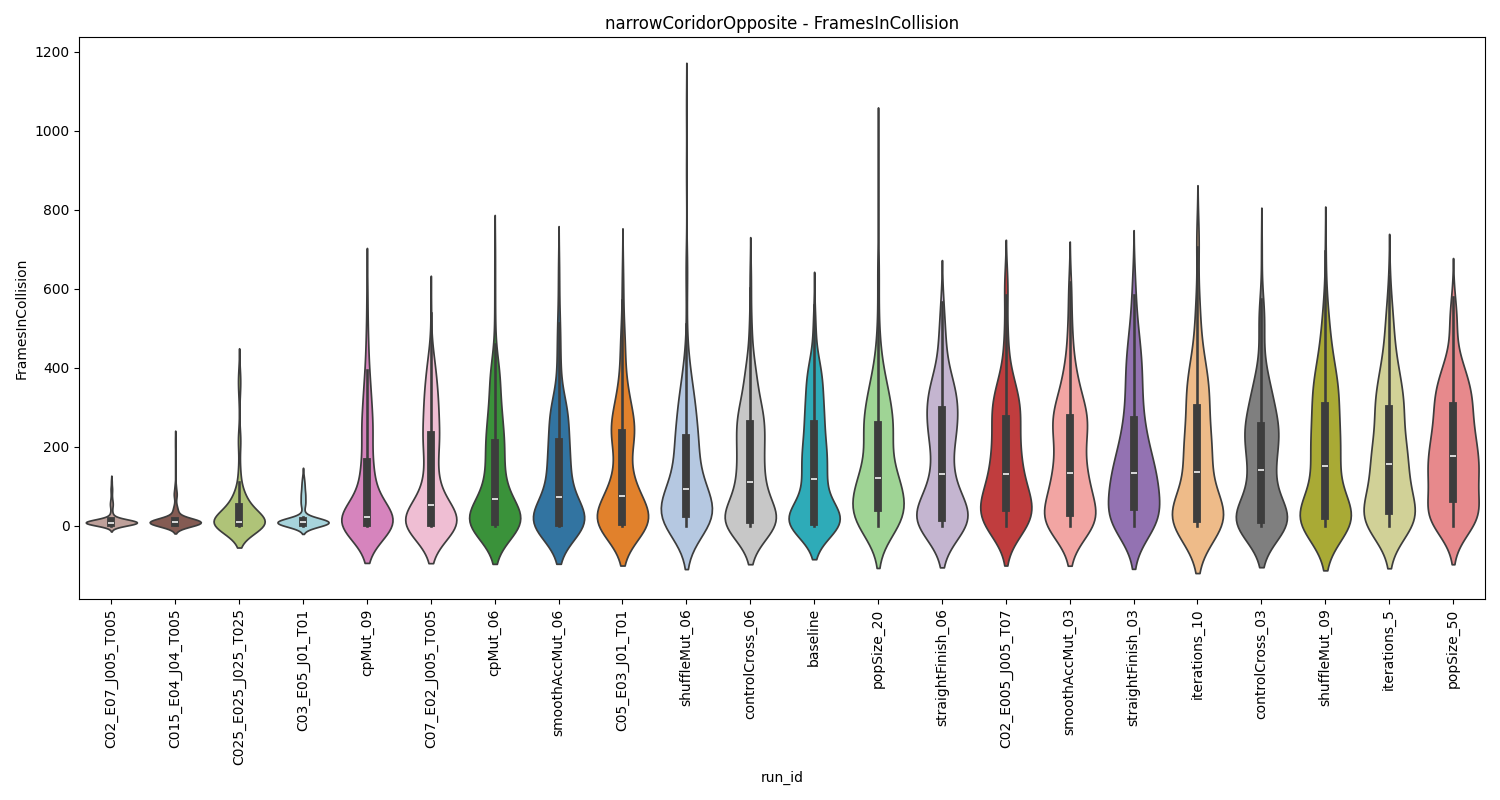 narrowCoridorOpposite - FramesInCollision
FramesInCollision
1200
1000
800
600
400
200
0
C02_E07_J005_T005
C015_E04_J04_T005
C025_E025_J025_T025
C03_E05_J01_T01
cpMut_09
C07_E02_J005_T005
cpMut_06
smoothAccMut_06
C05_E03_J01_T01
shuffleMut_06
controlCross_06
baseline
popSize_20
straightFinish_06
C02_E005_J005_T07
smoothAccMut_03
straightFinish_03
iterations_10
controlCross_03
shuffleMut_09
iterations_5
popSize_50
run_id